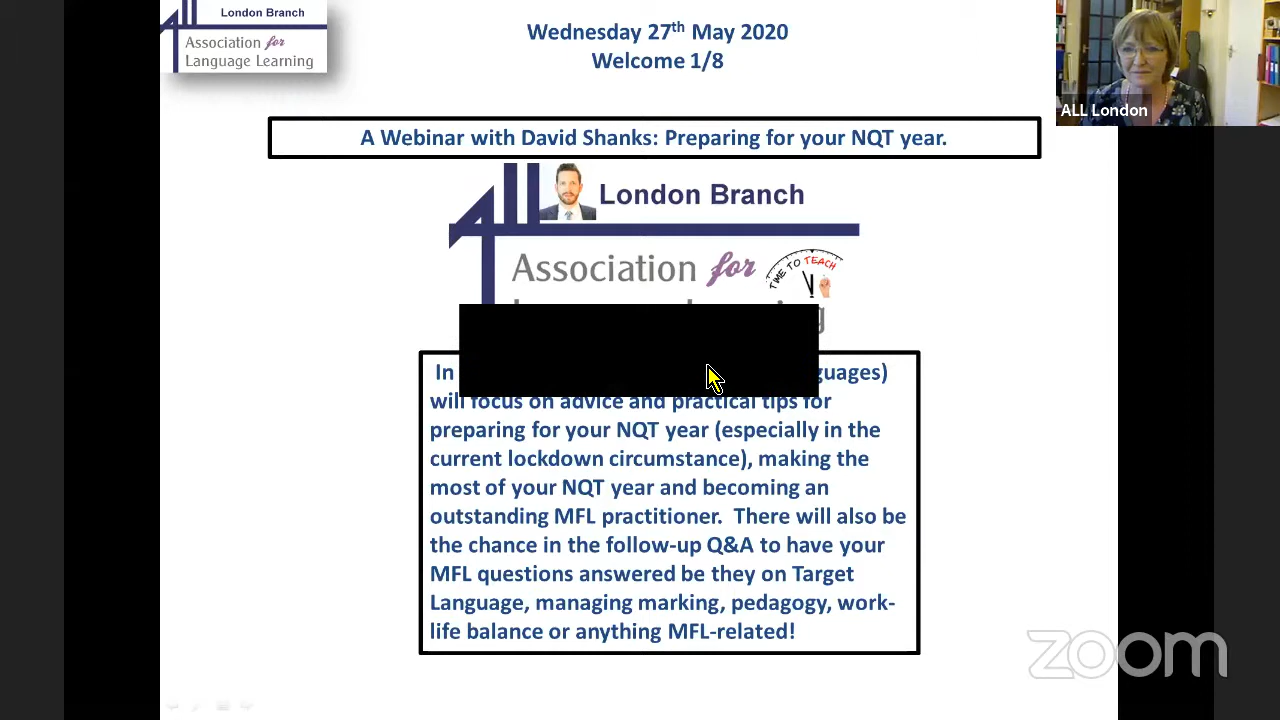 London Branch
Association for
Language Learning
Wednesday 27th May 2020
Welcome 1/8
ALL London
A Webinar with David Shanks: Preparing for your NQT year.
London Branch
Association for
TIME TO TEACH
In guages)
will focus on advice and practical tips for
preparing for your NQT year (especially in the
current lockdown circumstance), making the
most of your NQT year and becoming an
outstanding MFL practitioner. There will also be
the chance in the follow-up Q&A to have your
MFL questions answered be they on Target
Language, managing marking, pedagogy, work-
life balance or anything MFL-related!
zoom